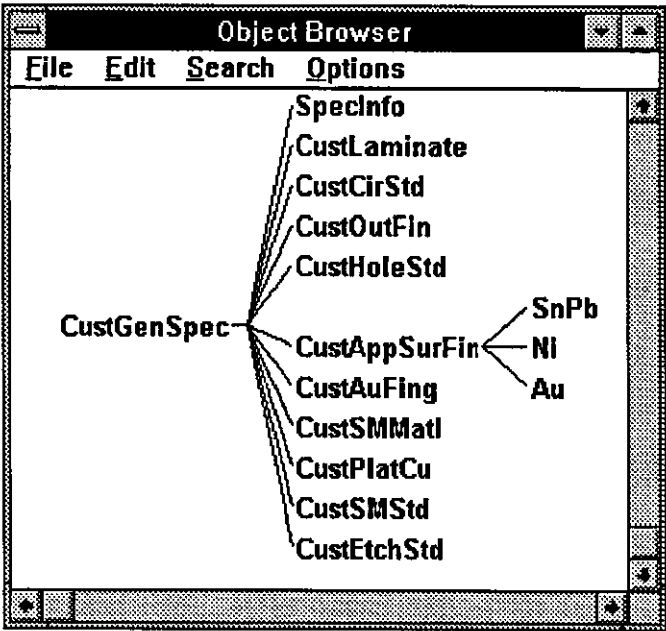 Object Browser
File Edit Search Options
SpecInfo
CustLaminate
CustCirStd
CustOutFin
CustHoleStd
CustGenSpec
CustAppSurFin
CustAuFing
CustSMMatl
CustPlatCu
CustSMStd
CustEtchStd
SnPb
Ni
Au